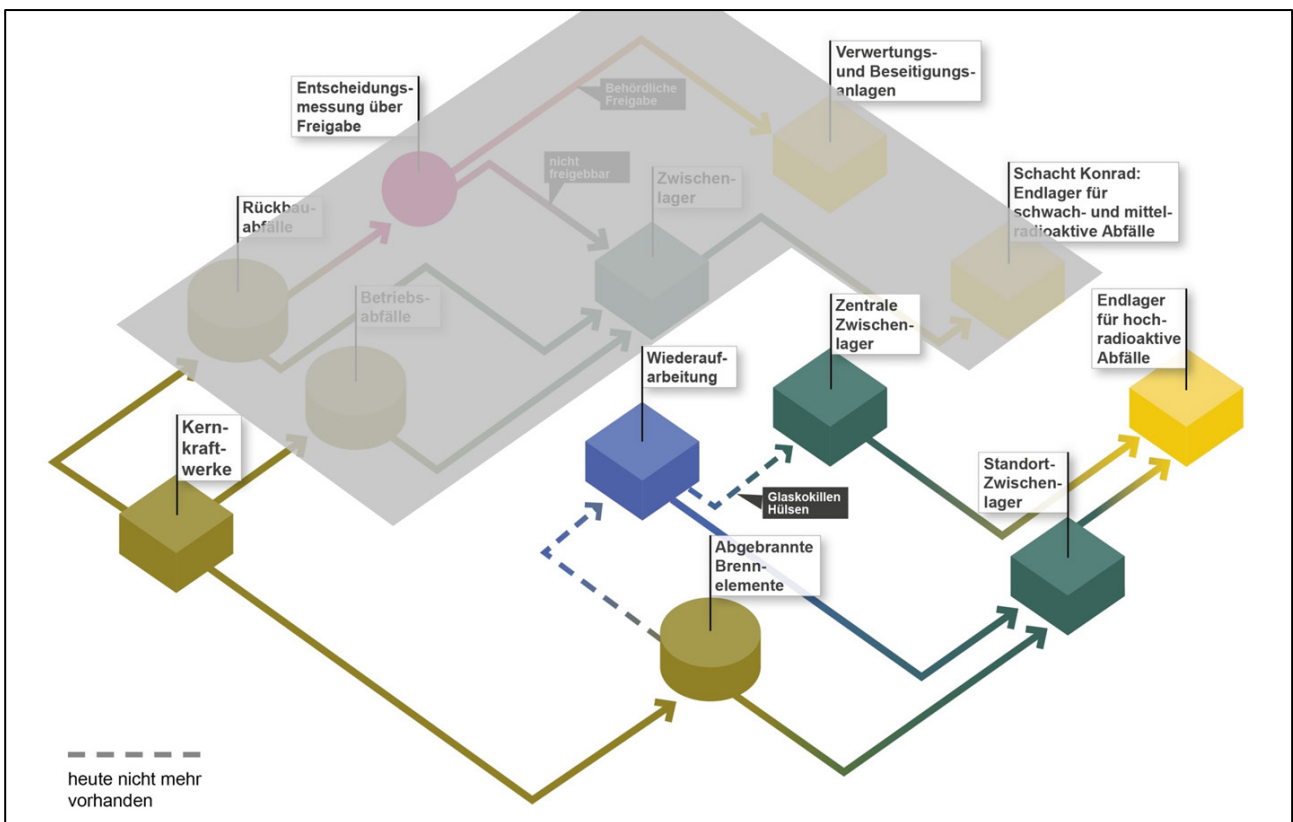 Verwertungs-
und Beseitigungs-
anlagen
Entscheidungs-
messung über
Freigabe
Behördliche
Freigabe
nicht
freigebbar
Zwischen-
lager
Schacht Konrad:
Endlager für
schwach- und mittel-
radioaktive Abfälle
Rückbau-
abfälle
Betriebs-
abfälle
Zentrale
Zwischen-
lager
Endlager
für hoch-
radioaktive
Abfälle
Wiederauf-
arbeitung
Kern-
kraft-
werke
Standort-
Zwischen-
lager
Glaskokillen
Hülsen
Abgebrannte
Brenn-
elemente
heute nicht mehr
vorhanden